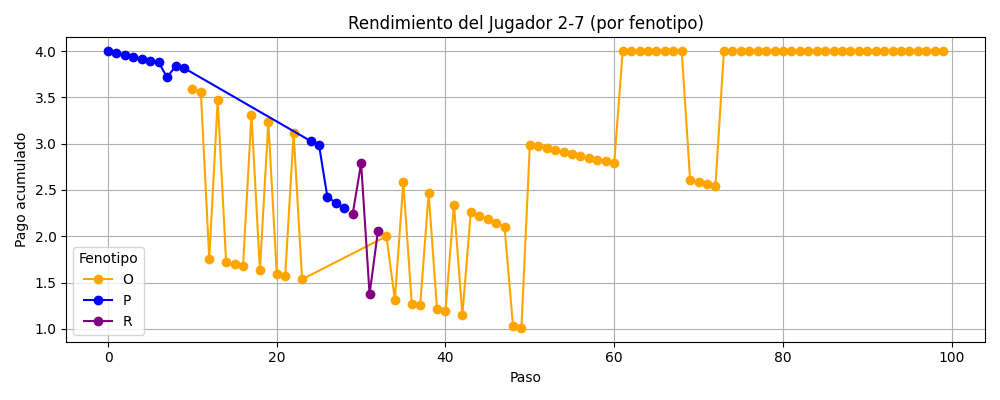 Rendimiento del Jugador 2-7 (por fenotipo)
Pago acumulado
4.0
3.5
3.0
2.5
2.0
1.5
1.0
Fenotipo
O
P
R
0 20 40 60 80 100
Paso